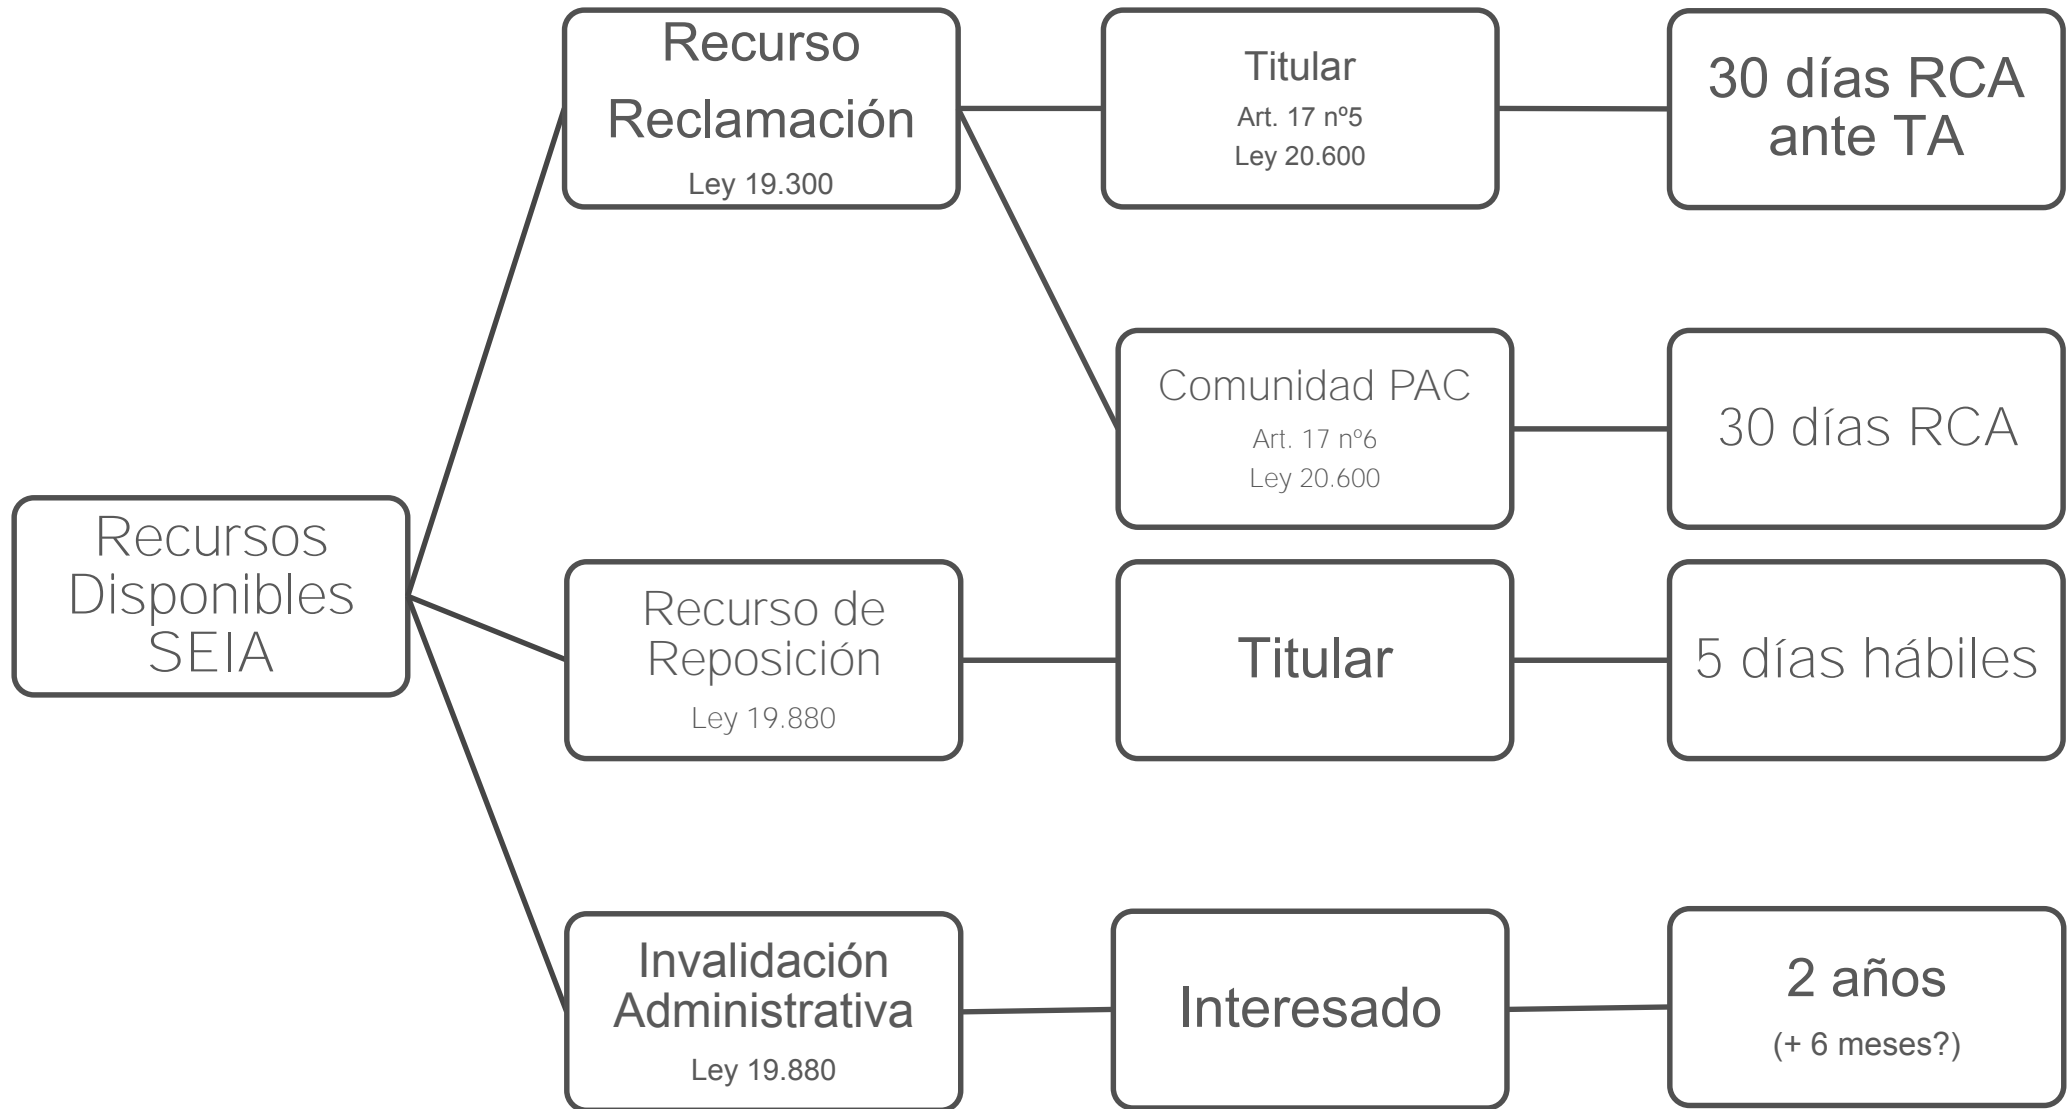 Recurso
Reclamación
Ley 19.300
Titular
Art. 17 nº5
Ley 20.600
30 días RCA
ante TA
Comunidad PAC
Art. 17 nº6
Ley 20.600
30 días RCA
Recursos
Disponibles
SEIA
Recurso de
Reposición
Ley 19.880
Titular
5 días hábiles
Invalidación
Administrativa
Ley 19.880
Interesado
2 años
(+ 6 meses?)